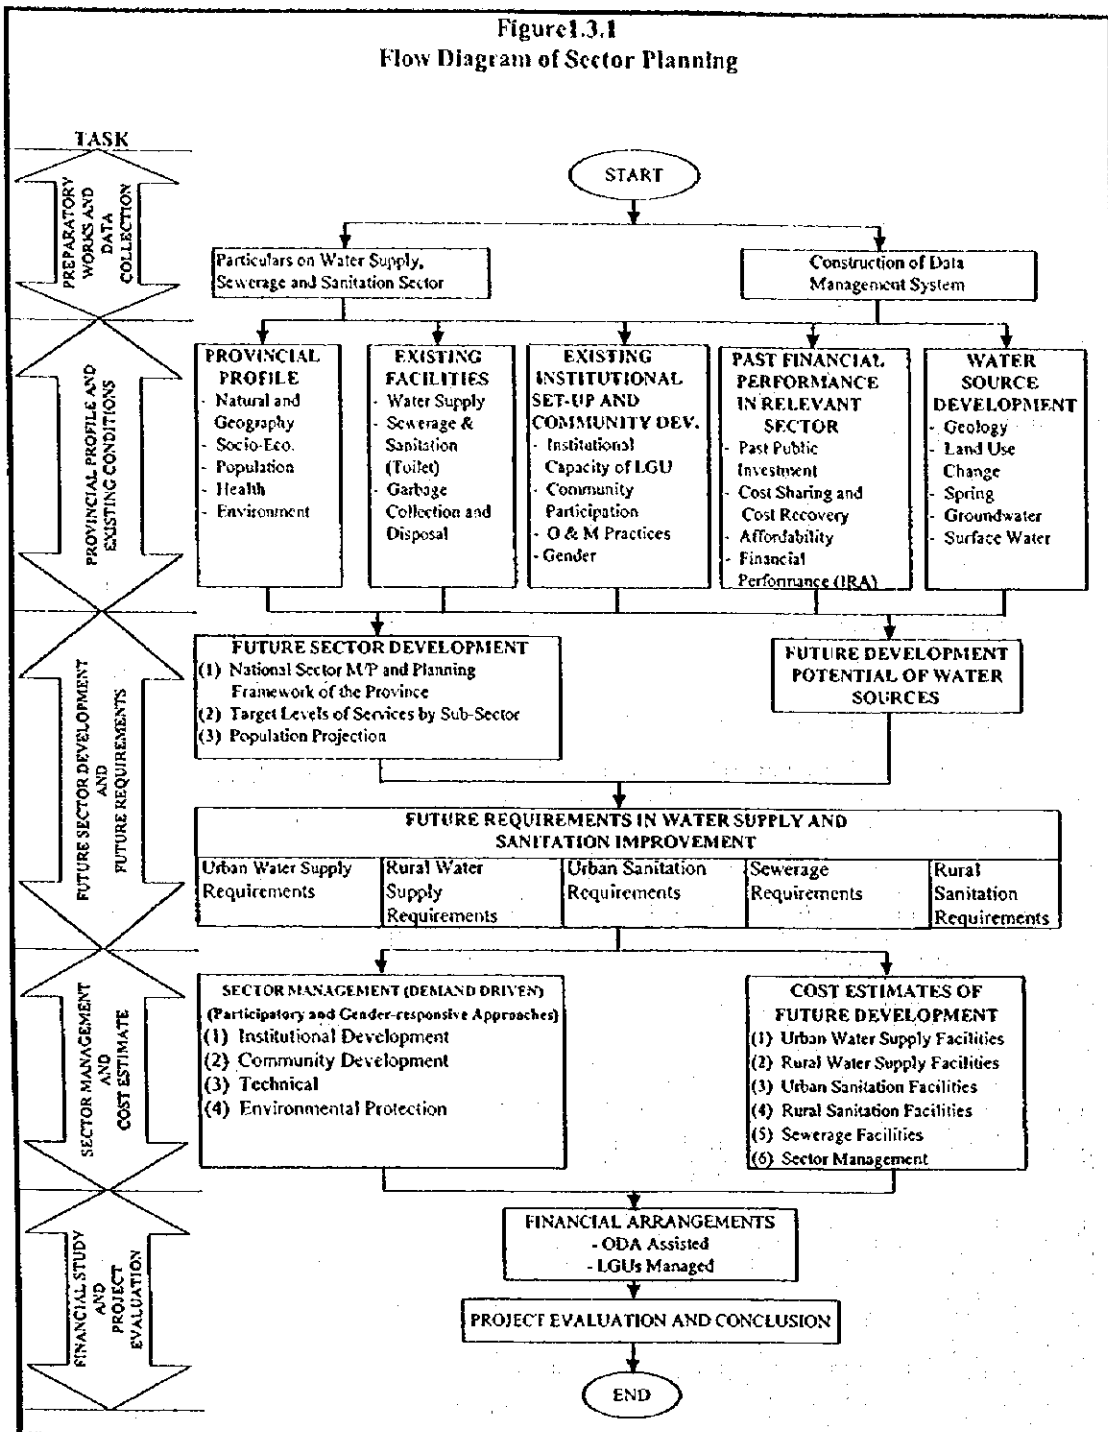 Figure1.3.1
Flow Diagram of Sector Planning
TASK
PREPARATORY
WORKS AND
DATA
COLLECTION
START
Particulars on Water Supply,
Sewerage and Sanitation Sector
Construction of Data
Management System
PROVINCIAL PROFILE AND
EXISTING CONDITIONS
PROVINCIAL
PROFILE
- Natural and
Geography
- Socio-Eco.
- Population
- Health
- Environment
EXISTING
FACILITIES
- Water Supply
- Sewerage &
Sanitation
(Toilet)
- Garbage
Collection and
Disposal
EXISTING
INSTITUTIONAL
SET-UP AND
COMMUNITY DEV.
- Institutional
Capacity of LGU
- Community
Participation
- O & M Practices
- Gender
PAST FINANCIAL
PERFORMANCE
IN RELEVANT
SECTOR
- Past Public
Investment
- Cost Sharing and
Cost Recovery
- Affordability
- Financial
Performance (IRA)
WATER
SOURCE
DEVELOPMENT
- Geology
- Land Use
Change
- Spring
- Groundwater
- Surface Water
FUTURE SECTOR DEVELOPMENT
AND
FUTURE REQUIREMENTS
FUTURE SECTOR DEVELOPMENT
(1) National Sector M/P and Planning
Framework of the Province
(2) Target Levels of Services by Sub-Sector
(3) Population Projection
FUTURE DEVELOPMENT
POTENTIAL OF WATER
SOURCES
FUTURE REQUIREMENTS IN WATER SUPPLY AND
SANITATION IMPROVEMENT
Urban Water Supply
Requirements
Rural Water
Supply
Requirements
Urban Sanitation
Requirements
Sewerage
Requirements
Rural
Sanitation
Requirements
SECTOR MANAGEMENT
AND
COST ESTIMATE
SECTOR MANAGEMENT (DEMAND DRIVEN)
(Participatory and Gender-responsive Approaches)
(1) Institutional Development
(2) Community Development
(3) Technical
(4) Environmental Protection
COST ESTIMATES OF
FUTURE DEVELOPMENT
(1) Urban Water Supply Facilities
(2) Rural Water Supply Facilities
(3) Urban Sanitation Facilities
(4) Rural Sanitation Facilities
(5) Sewerage Facilities
(6) Sector Management
FINANCIAL STUDY
AND
PROJECT
EVALUATION
FINANCIAL ARRANGEMENTS
- ODA Assisted
- LGUs Managed
PROJECT EVALUATION AND CONCLUSION
END